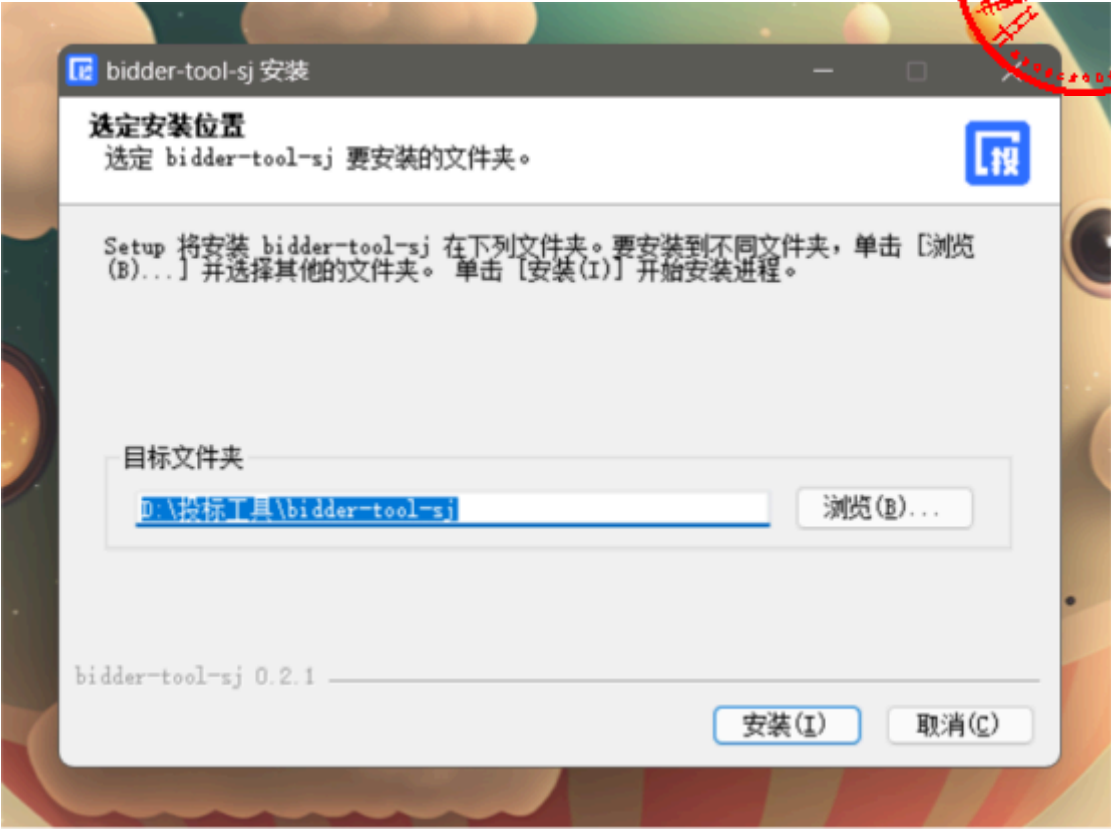 bidder-tool-sj 安装
选定安装位置
选定 bidder-tool-sj 要安装的文件夹。
投
Setup 将安装 bidder-tool-sj 在下列文件夹。要安装到不同文件夹，单击 [浏览
(B)...] 并选择其他的文件夹。 单击 [安装(I)] 开始安装进程。
目标文件夹
D:\投标工具\bidder-tool-sj
浏览(B)...
bidder-tool-sj 0.2.1
安装(I)
取消(C)